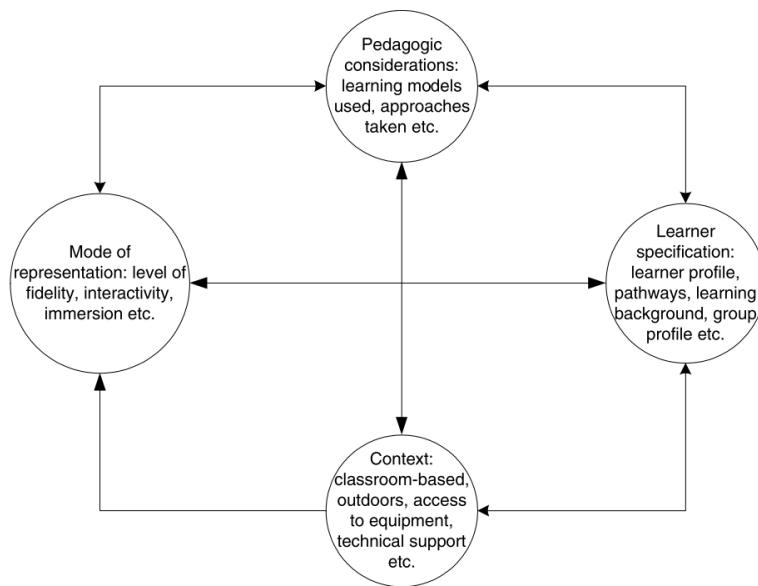 Pedagogic
considerations:
learning models
used, approaches
taken etc.
Mode of
representation: level of
fidelity, interactivity,
immersion etc.
Learner
specification:
learner profile,
pathways, learning
background, group
profile etc.
Context:
classroom-based,
outdoors, access
to equipment,
technical support
etc.